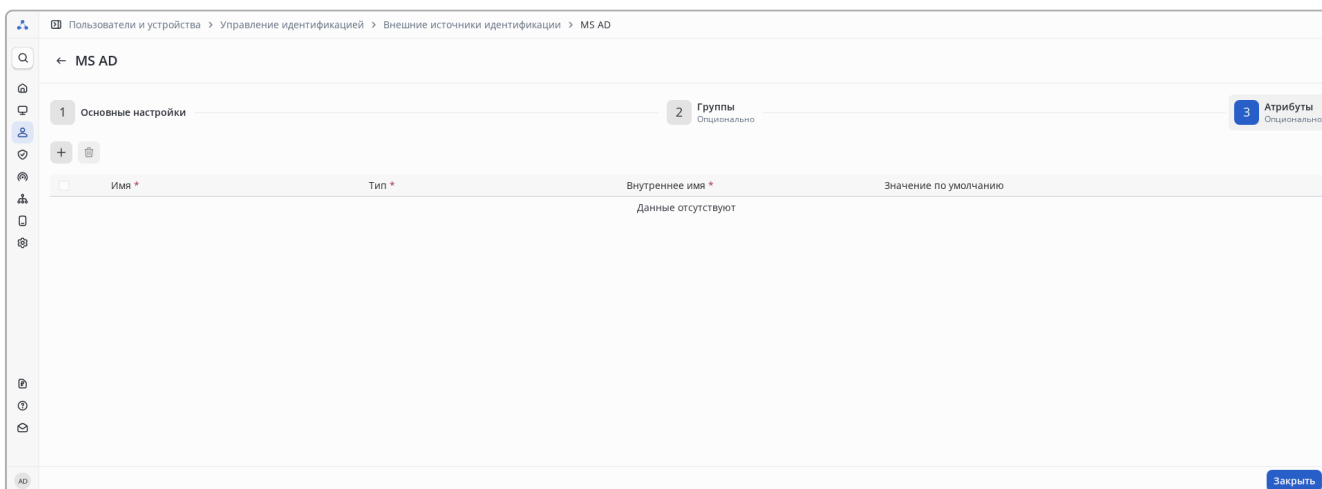 Пользователи и устройства > Управление идентификацией > Внешние источники идентификации > MS AD
← MS AD
1 Основные настройки
2 Группы
Опционально
3 Атрибуты
Опционально
Имя * Тип * Внутреннее имя * Значение по умолчанию
Данные отсутствуют
AD
Закрыть